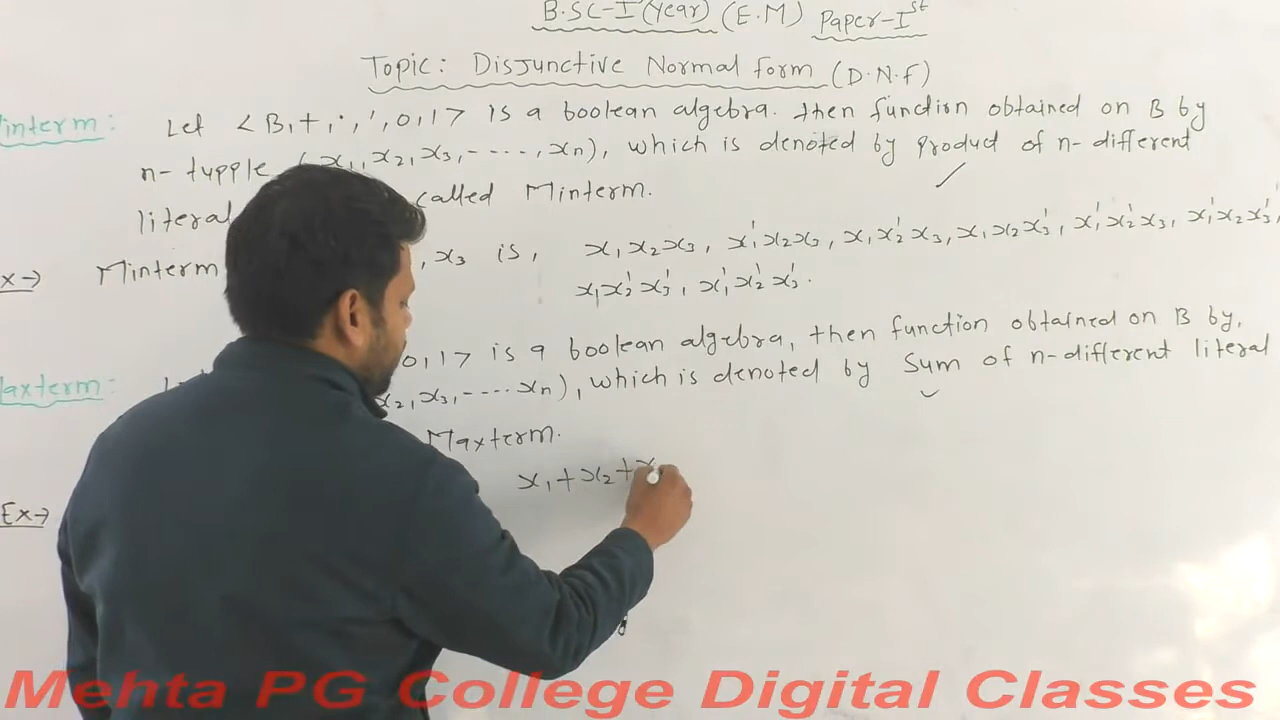 B.SC-I (Year) (E.M) Paper-Ist
Topic: Disjunctive Normal form (D.N.F)
interm: Let <B,+,·,',0,1> is a boolean algebra. then function obtained on B by
n-tupple (x₁,x₂,x₃,-----,xn), which is denoted by product of n-different
literal called Minterm.
x→ Minterm , x₃ is, x₁x₂x₃, x₁'x₂x₃, x₁x₂'x₃, x₁x₂x₃', x₁'x₂'x₃, x₁'x₂x₃',
x₁x₂'x₃', x₁'x₂'x₃'.
axterm: 0,1> is a boolean algebra, then function obtained on B by,
x₂,x₃,----xn), which is denoted by Sum of n-different literal
Maxterm.
Ex→ x₁+x₂+x
Mehta PG College Digital Classes